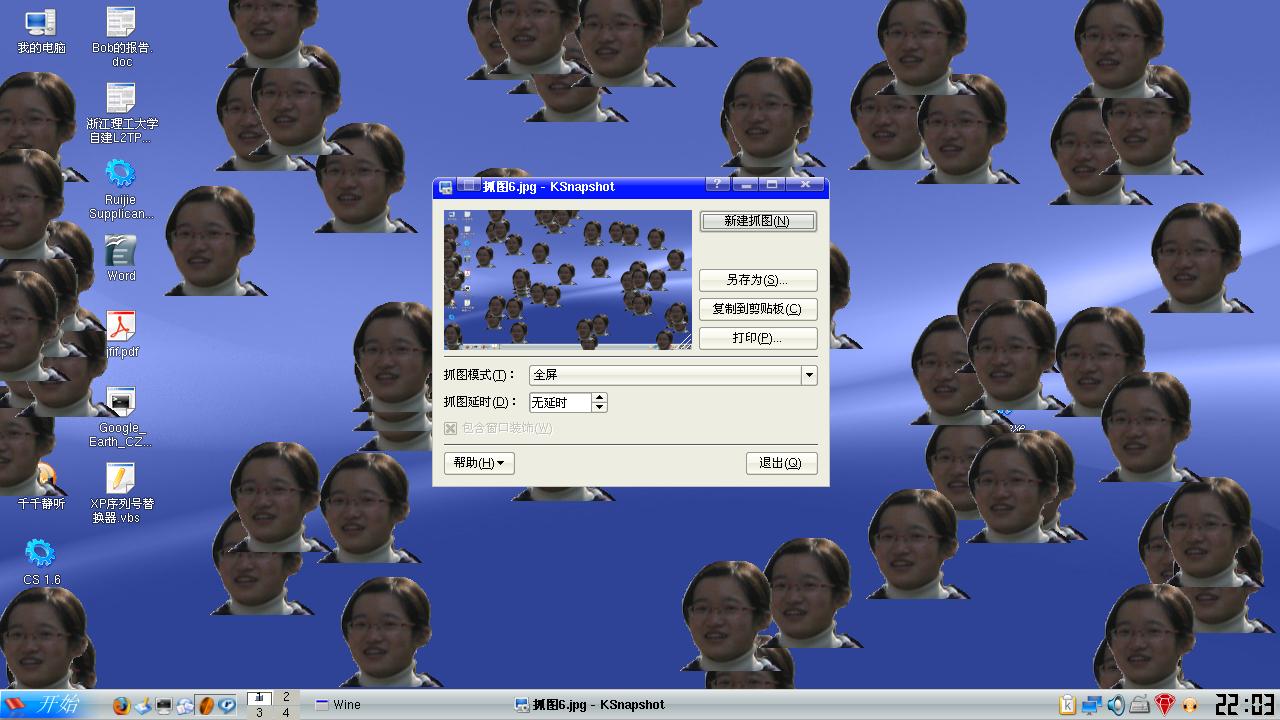 我的电脑
Bob的报告.
doc
浙江理工大学
自建L2TP...
Ruijie
Supplican...
Word
jff.pdf
Google_
Earth_CZ...
千千静听
XP序列号替
换器.vbs
CS 1.6
抓图6.jpg - KSnapshot
新建抓图(N)
另存为(S)...
复制到剪贴板(C)
打印(P)...
抓图模式(T)：
全屏
抓图延时(D)：
无延时
包含窗口装饰(W)
帮助(H)
退出(Q)
开始
2
3
4
Wine
抓图6.jpg - KSnapshot
22:03